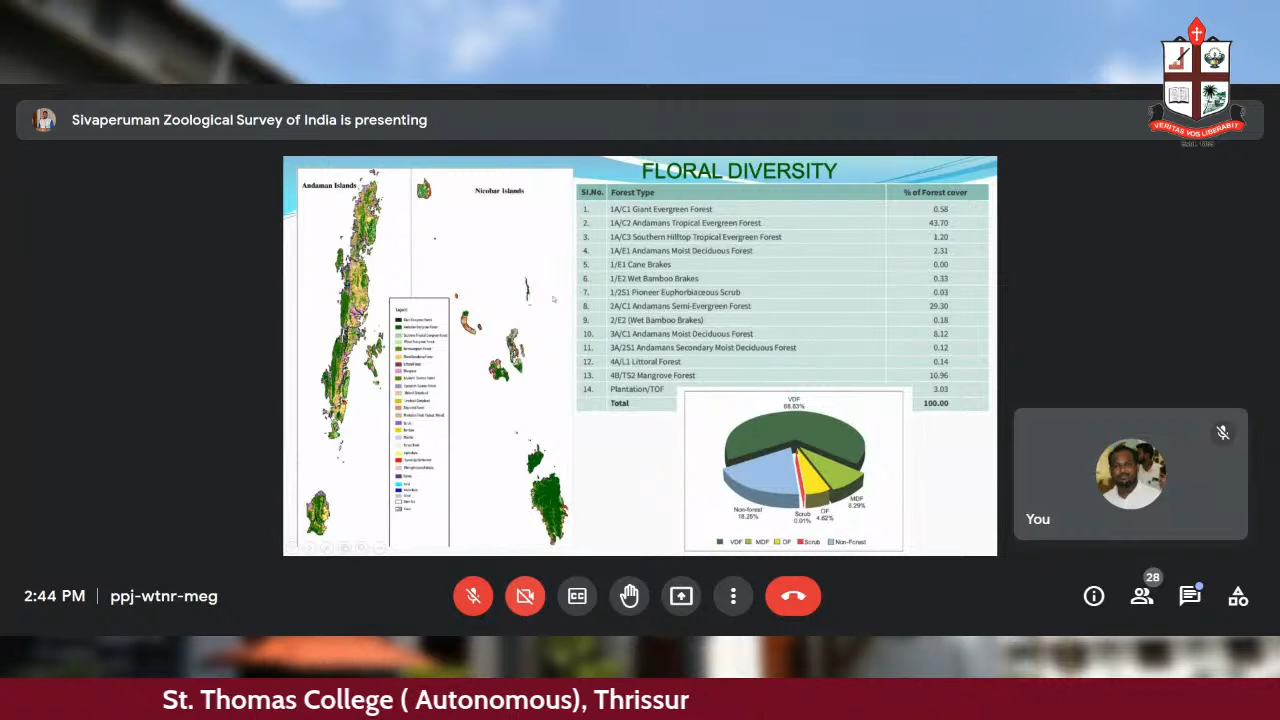 VERITAS VOS LIBERABIT
Sivaperuman Zoological Survey of India is presenting
FLORAL DIVERSITY
Andaman Islands
Nicobar Islands
Sl.No. Forest Type % of Forest cover
1. 1A/C1 Giant Evergreen Forest 0.58
2. 1A/C2 Andamans Tropical Evergreen Forest 43.70
3. 1A/C3 Southern Hilltop Tropical Evergreen Forest 1.20
4. 1A/E1 Andamans Moist Deciduous Forest 2.31
5. 1/E1 Cane Brakes 0.00
6. 1/E2 Wet Bamboo Brakes 0.33
7. 1/2S1 Pioneer Euphorbiaceous Scrub 0.03
8. 2A/C1 Andamans Semi-Evergreen Forest 29.30
9. 2/E2 (Wet Bamboo Brakes) 0.18
10. 3A/C1 Andamans Moist Deciduous Forest 8.12
11. 3A/2S1 Andamans Secondary Moist Deciduous Forest 0.12
12. 4A/L1 Littoral Forest 0.14
13. 4B/TS2 Mangrove Forest 10.96
14. Plantation/TOF 3.03
Total 100.00
VDF
68.83%
MDF
8.29%
OF
4.62%
Scrub
0.01%
Non-forest
18.25%
VDF MDF OF Scrub Non-Forest
You
2:44 PM ppj-wtnr-meg
28
St. Thomas College ( Autonomous), Thrissur